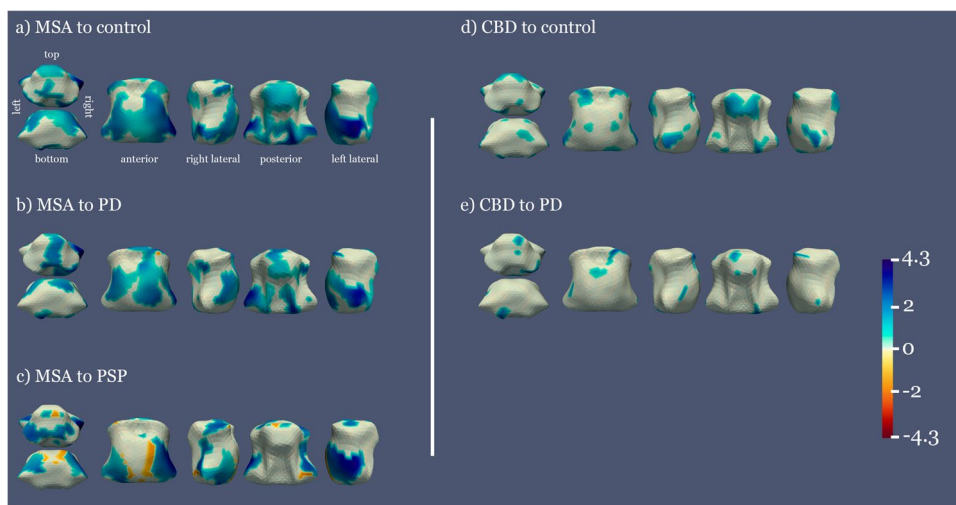 a) MSA to control
top
left
right
bottom
anterior
right lateral
posterior
left lateral
b) MSA to PD
c) MSA to PSP
d) CBD to control
e) CBD to PD
4.3
2
0
-2
-4.3